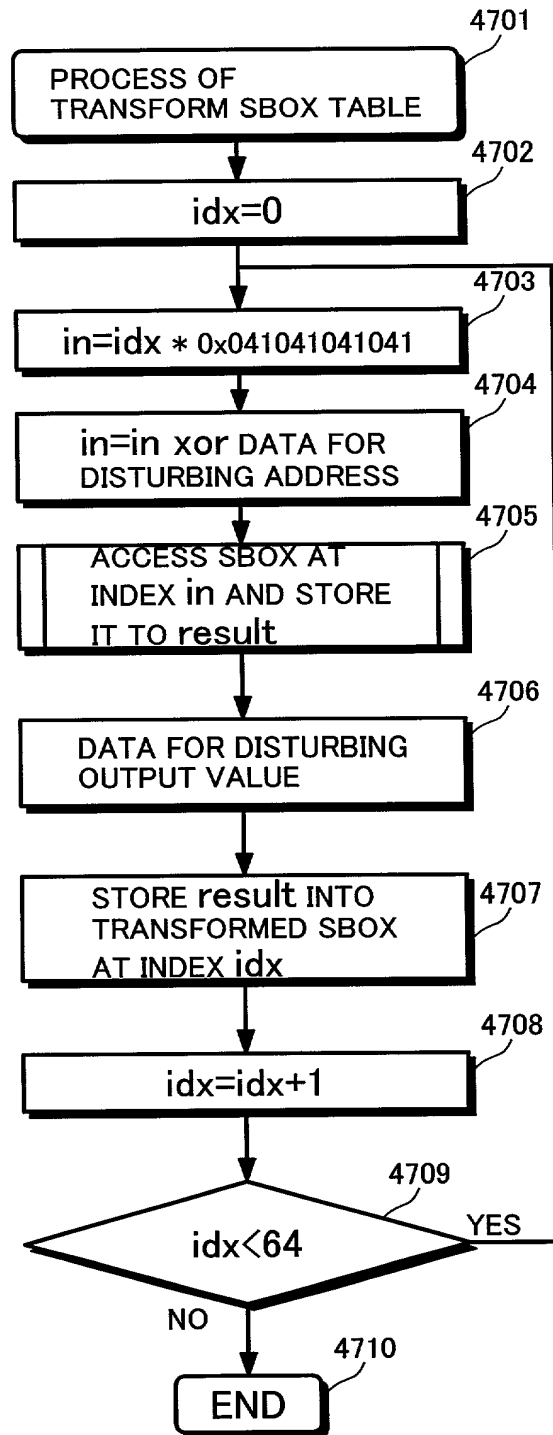 4701
PROCESS OF
TRANSFORM SBOX TABLE
4702
idx=0
4703
in=idx * 0x041041041041
4704
in=in xor DATA FOR
DISTURBING ADDRESS
4705
ACCESS SBOX AT
INDEX in AND STORE
IT TO result
4706
DATA FOR DISTURBING
OUTPUT VALUE
4707
STORE result INTO
TRANSFORMED SBOX
AT INDEX idx
4708
idx=idx+1
4709
idx<64
YES
NO
4710
END